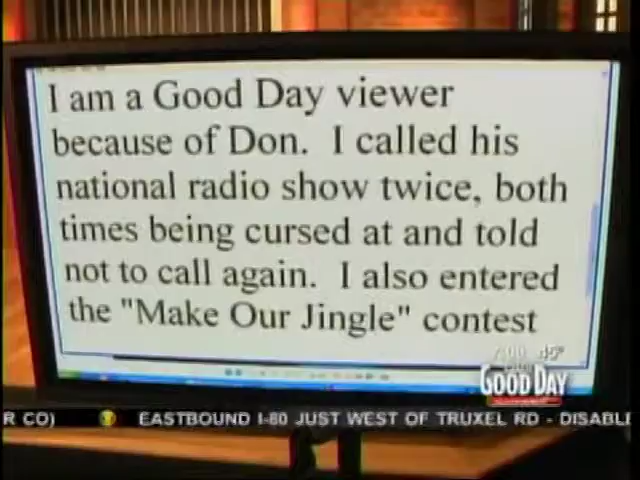 I am a Good Day viewer
because of Don. I called his
national radio show twice, both
times being cursed at and told
not to call again. I also entered
the "Make Our Jingle" contest
45°
GOOD DAY
R CO) EASTBOUND I-80 JUST WEST OF TRUXEL RD - DISABL